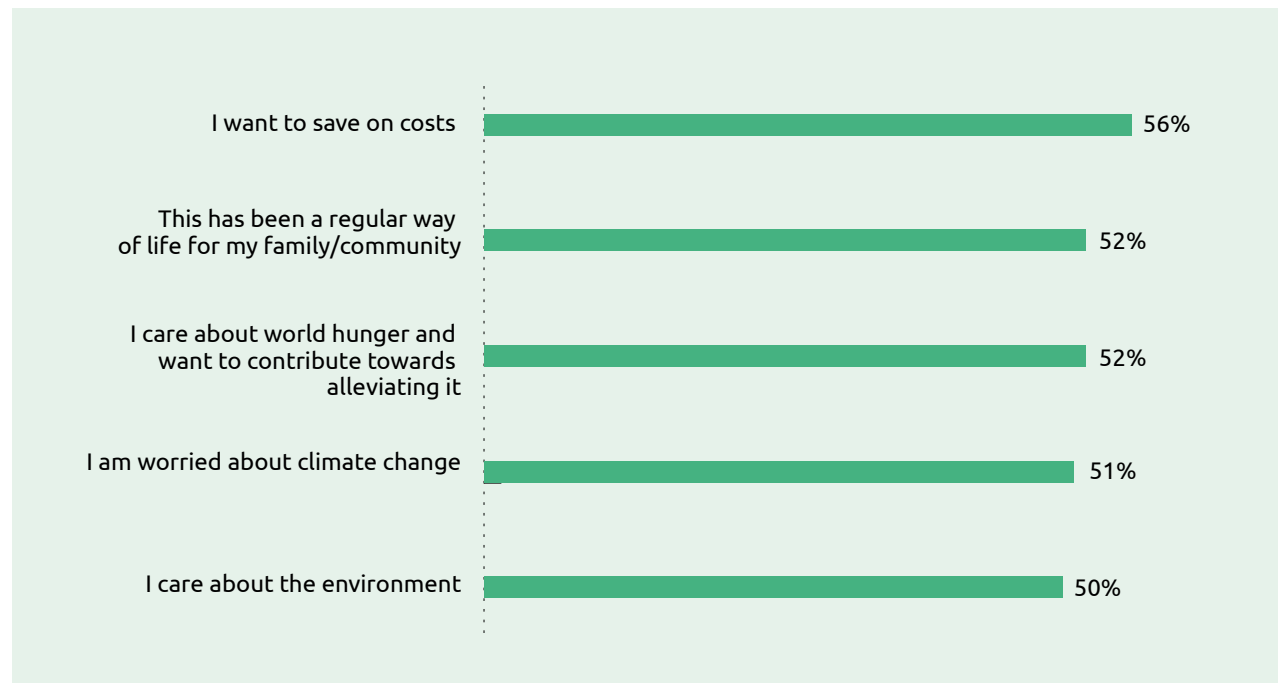 I want to save on costs
56%
This has been a regular way
of life for my family/community
52%
I care about world hunger and
want to contribute towards
alleviating it
52%
I am worried about climate change
51%
I care about the environment
50%